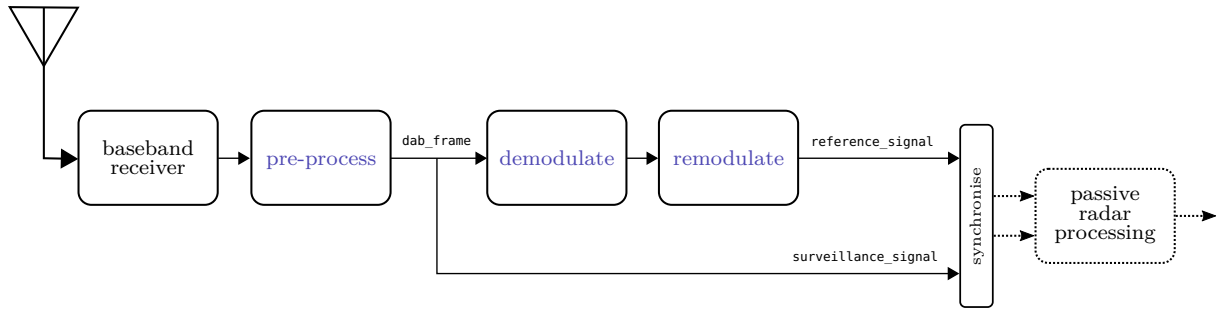 baseband
receiver
pre-process
dab_frame
demodulate
remodulate
reference_signal
surveillance_signal
synchronise
passive
radar
processing